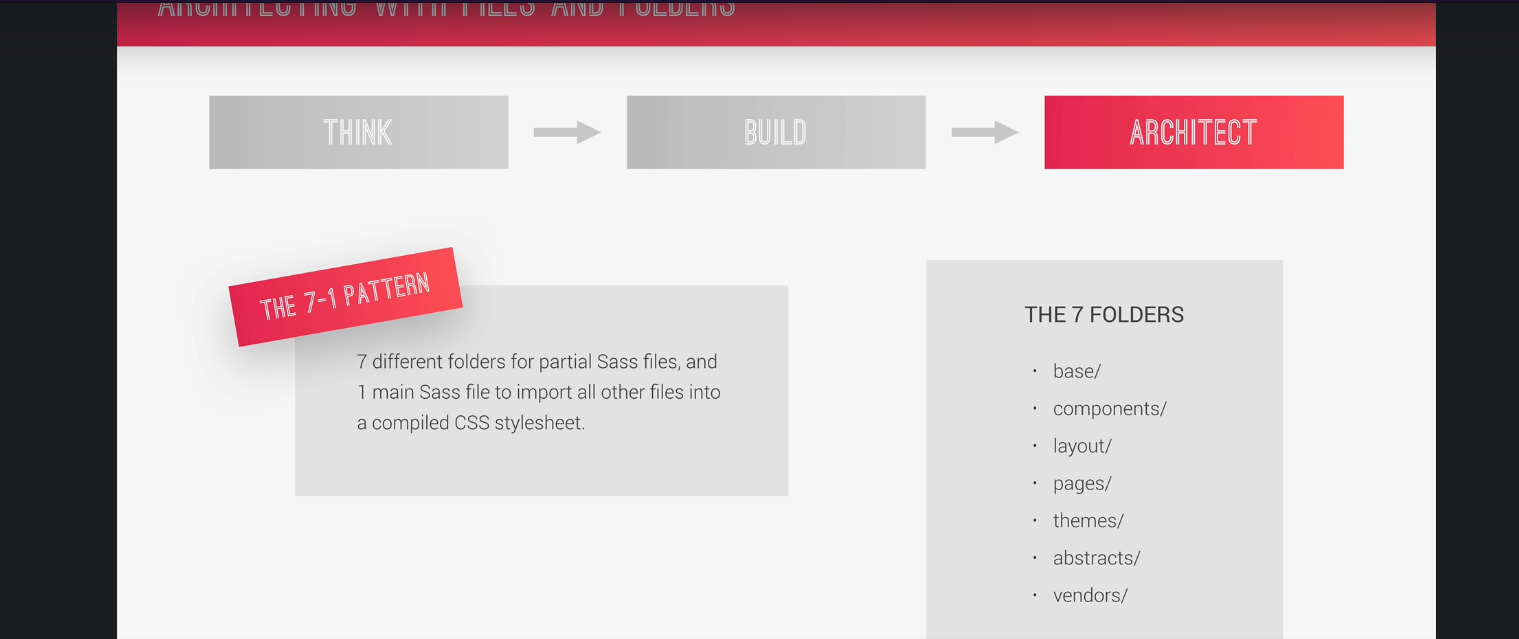 ARCHITECTING WITH FILES AND FOLDERS
THINK
BUILD
ARCHITECT
THE 7-1 PATTERN
7 different folders for partial Sass files, and
1 main Sass file to import all other files into
a compiled CSS stylesheet.
THE 7 FOLDERS
• base/
• components/
• layout/
• pages/
• themes/
• abstracts/
• vendors/